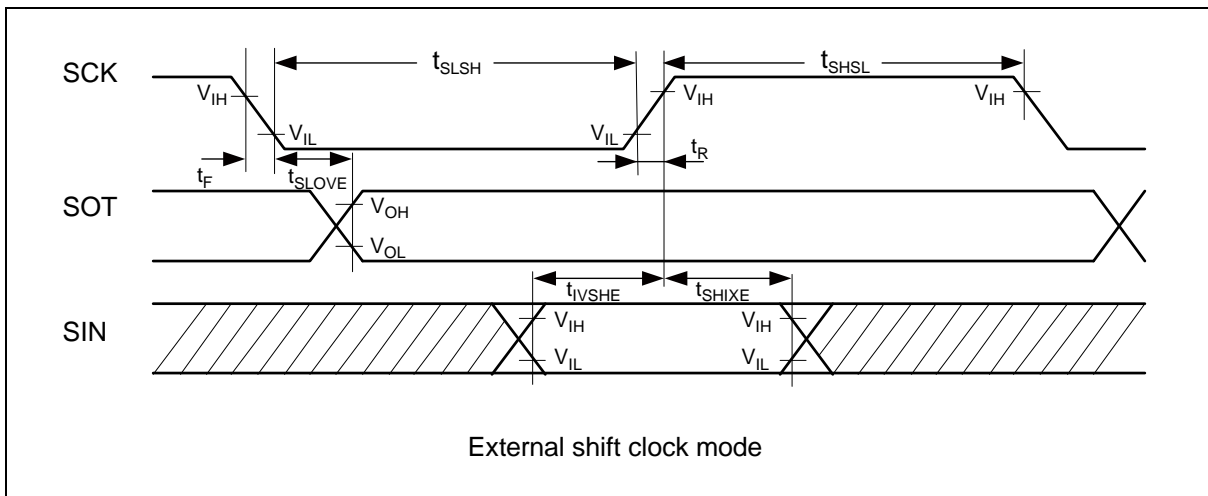 SCK
tSLSH
tSHSL
VIH
VIH
VIH
VIL
VIL
tR
tF
tSLOVE
SOT
VOH
VOL
tIVSHE
tSHIXE
SIN
VIH
VIH
VIL
VIL
External shift clock mode